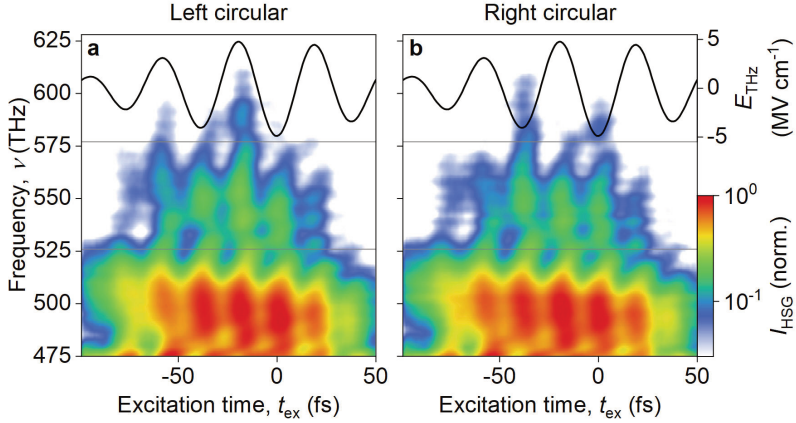 Left circular
Right circular
a
b
625
600
575
550
525
500
475
Frequency, ν (THz)
-50
0
50
Excitation time, t_ex (fs)
-50
0
50
Excitation time, t_ex (fs)
5
0
-5
E_THz (MV cm⁻¹)
10⁰
10⁻¹
I_HSG (norm.)